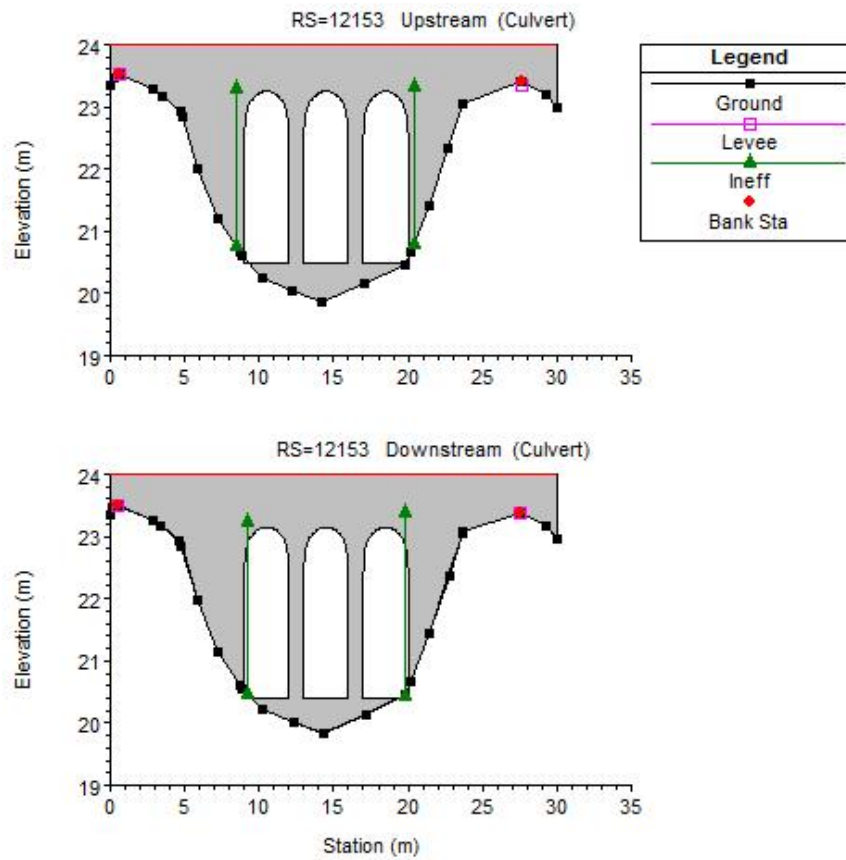 RS=12153 Upstream (Culvert)
Elevation (m)
24
23
22
21
20
19
0 5 10 15 20 25 30 35
Legend
Ground
Levee
Ineff
Bank Sta
RS=12153 Downstream (Culvert)
Elevation (m)
24
23
22
21
20
19
0 5 10 15 20 25 30 35
Station (m)